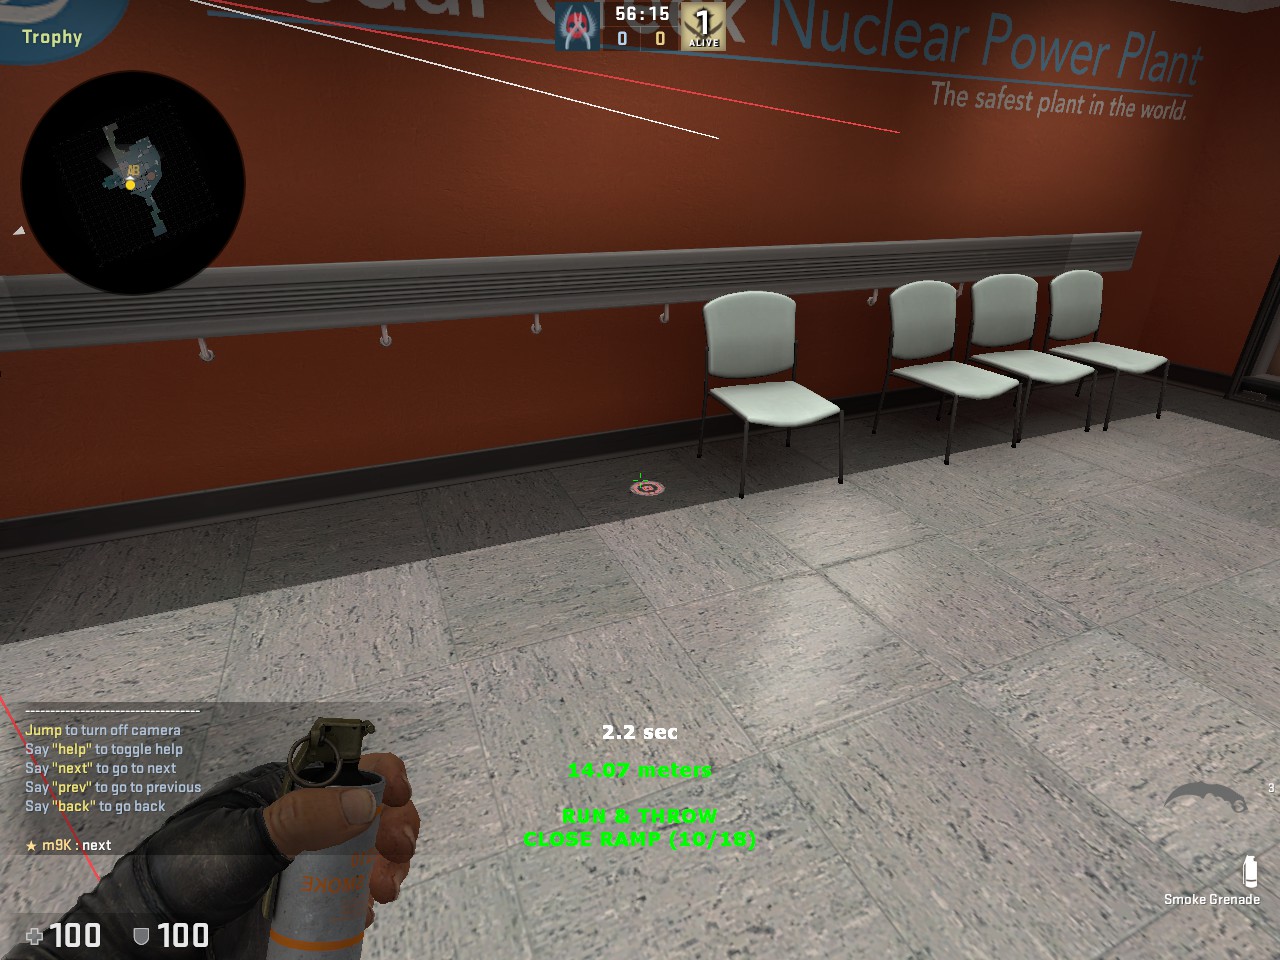 Nuclear Power Plant
The safest plant in the world.
Trophy
56:15
0 0
1
ALIVE
AB
----------------------------------
Jump to turn off camera
Say "help" to toggle help
Say "next" to go to next
Say "prev" to go to previous
Say "back" to go back
★ m9K : next
2.2 sec
14.07 meters
RUN & THROW
CLOSE RAMP (10/18)
3
Smoke Grenade
100 100